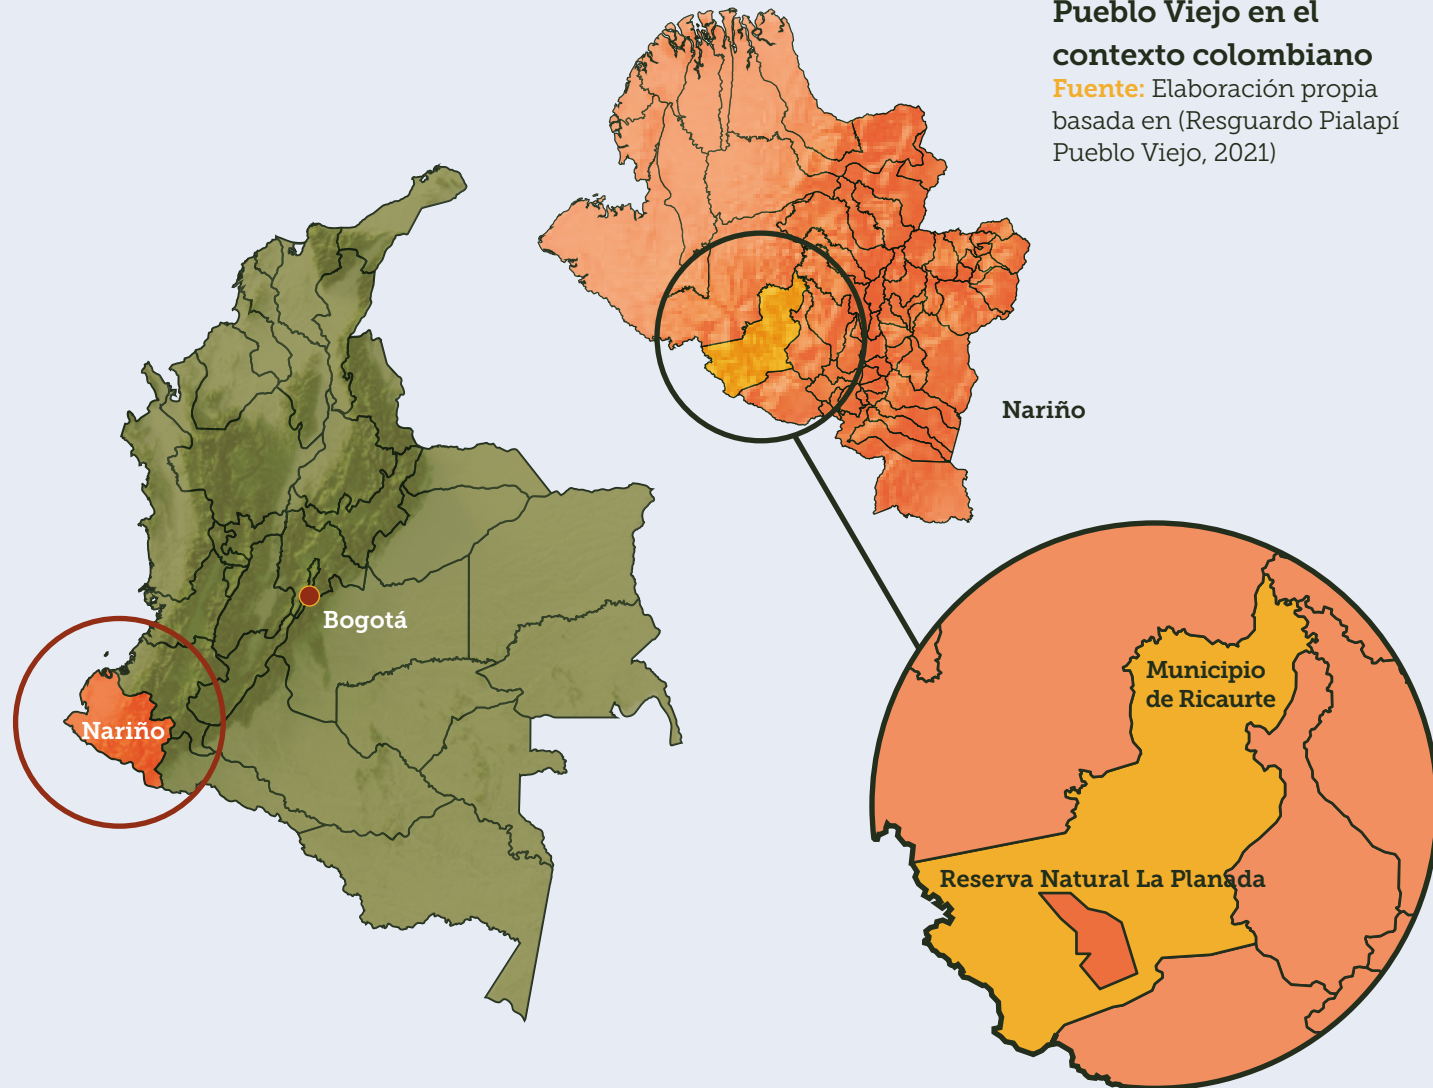 Pueblo Viejo en el
contexto colombiano
Fuente: Elaboración propia
basada en (Resguardo Pialapí
Pueblo Viejo, 2021)
Nariño
Bogotá
Nariño
Municipio
de Ricaurte
Reserva Natural La Planada